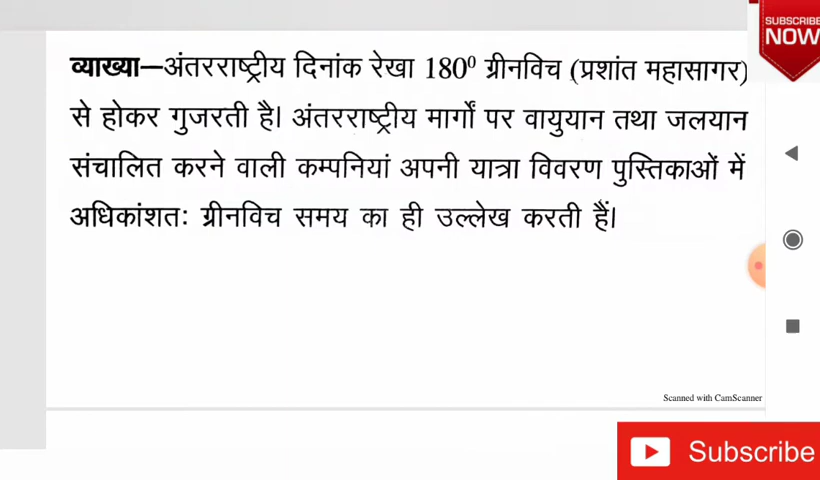 SUBSCRIBE
NOW
व्याख्या—अंतरराष्ट्रीय दिनांक रेखा 180⁰ ग्रीनविच (प्रशांत महासागर)
से होकर गुजरती है। अंतरराष्ट्रीय मार्गों पर वायुयान तथा जलयान
संचालित करने वाली कम्पनियां अपनी यात्रा विवरण पुस्तिकाओं में
अधिकांशतः ग्रीनविच समय का ही उल्लेख करती हैं।
Scanned with CamScanner
Subscribe